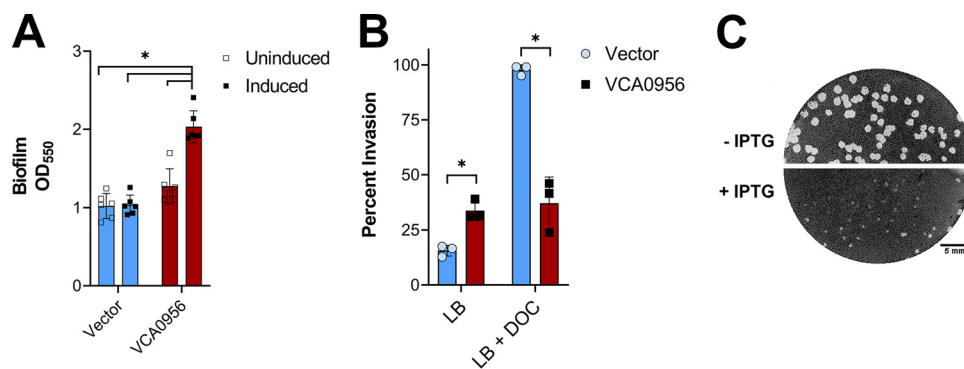 A
Biofilm
OD550
3
2
1
0
*
Uninduced
Induced
Vector
VCA0956
B
Percent Invasion
100
75
50
25
0
*
*
Vector
VCA0956
LB
LB + DOC
C
- IPTG
+ IPTG
5 mm